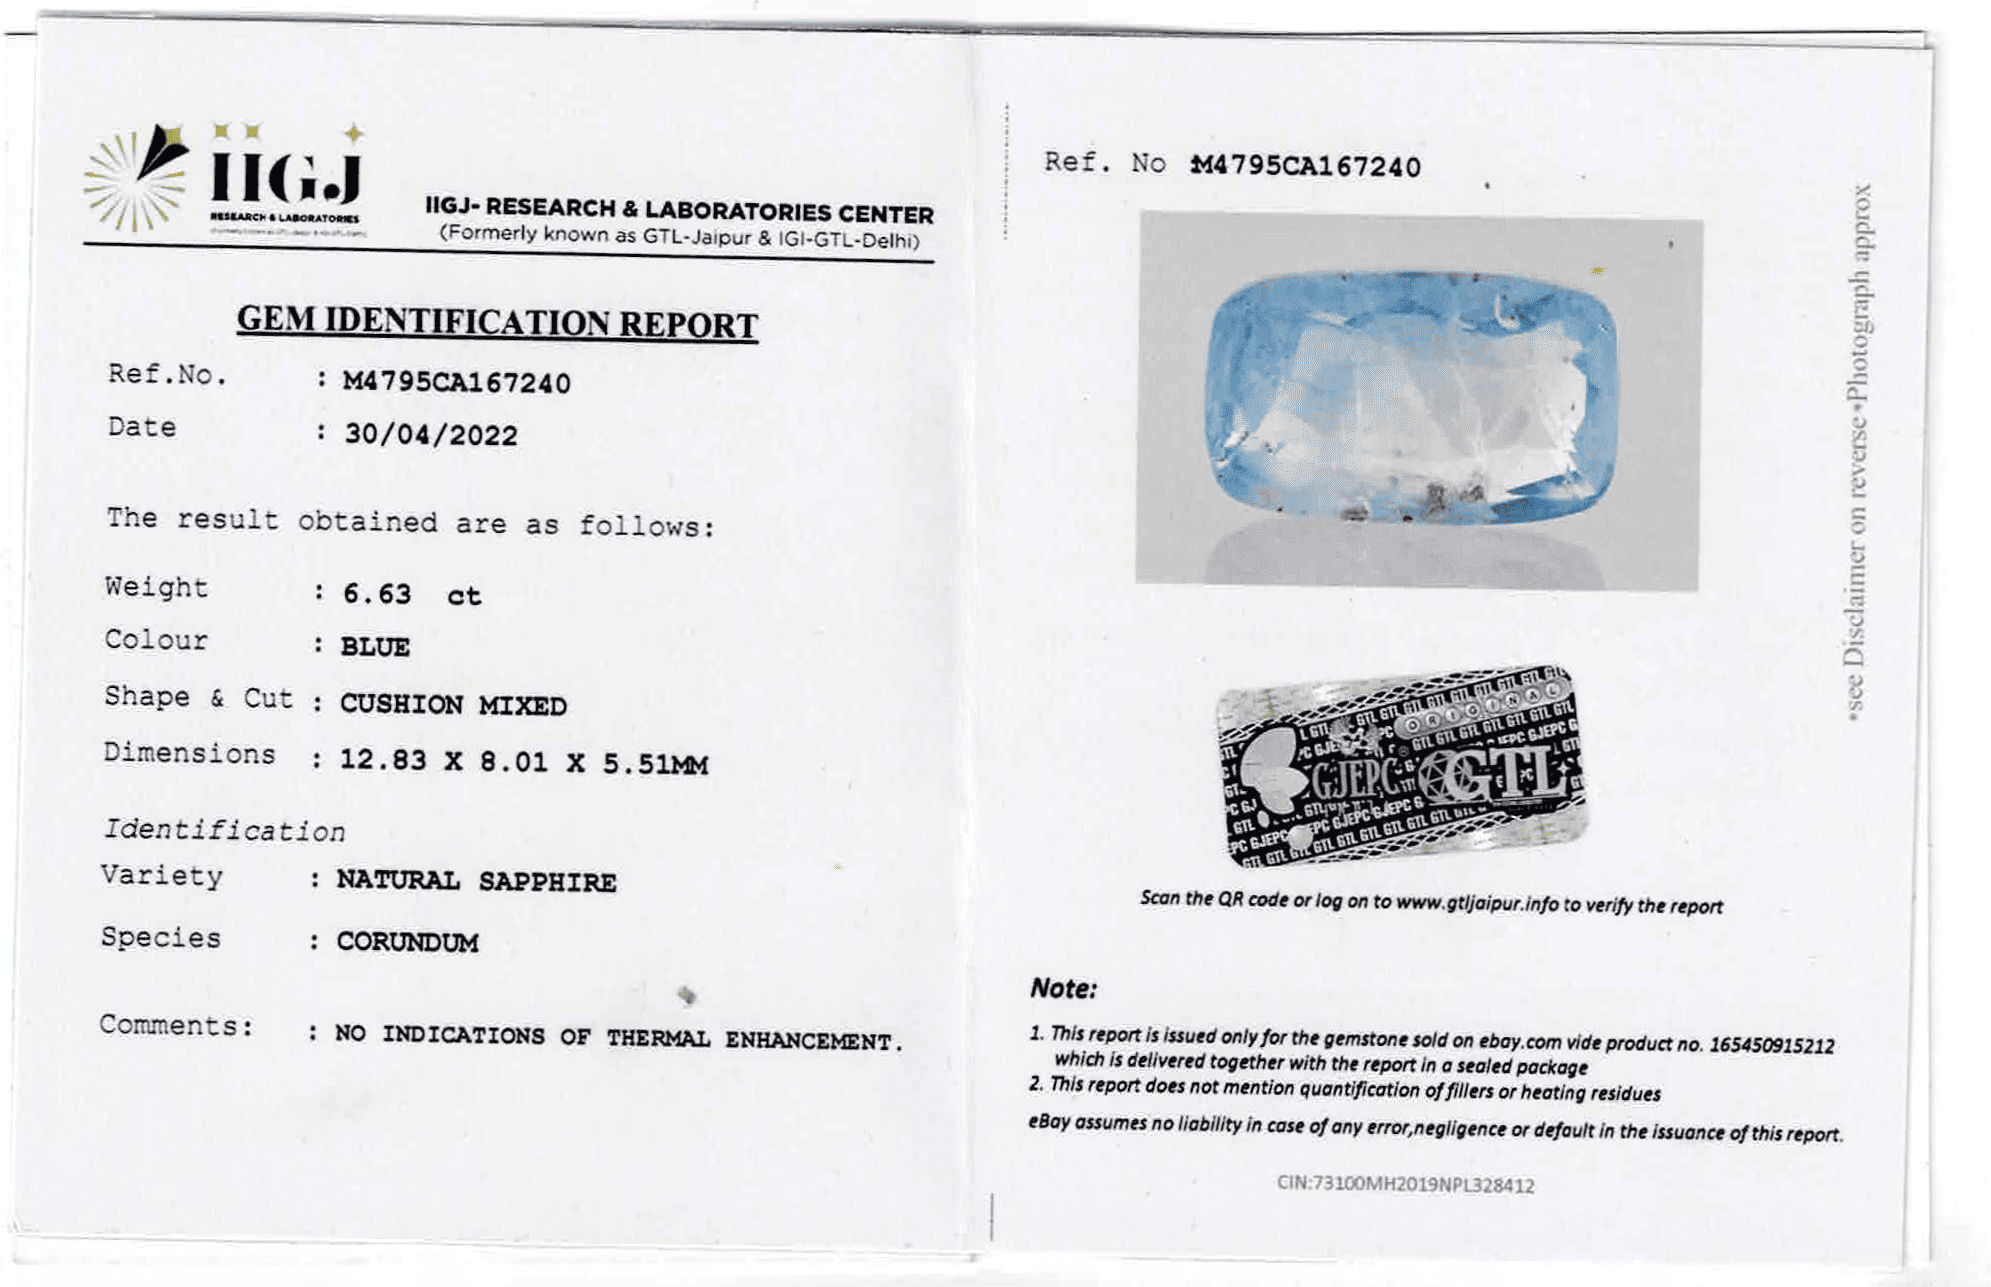 IIGJ
RESEARCH & LABORATORIES
IIGJ- RESEARCH & LABORATORIES CENTER
(Formerly known as GTL-Jaipur & IGI-GTL-Delhi)
GEM IDENTIFICATION REPORT
Ref.No. : M4795CA167240
Date : 30/04/2022
The result obtained are as follows:
Weight : 6.63 ct
Colour : BLUE
Shape & Cut : CUSHION MIXED
Dimensions : 12.83 X 8.01 X 5.51MM
Identification
Variety : NATURAL SAPPHIRE
Species : CORUNDUM
Comments: : NO INDICATIONS OF THERMAL ENHANCEMENT.
Ref. No M4795CA167240
*see Disclaimer on reverse•Photograph approx
ORIGINAL
GJEPC GTL
Scan the QR code or log on to www.gtljaipur.info to verify the report
Note:
1. This report is issued only for the gemstone sold on ebay.com vide product no. 165450915212
which is delivered together with the report in a sealed package
2. This report does not mention quantification of fillers or heating residues
eBay assumes no liability in case of any error,negligence or default in the issuance of this report.
CIN:73100MH2019NPL328412